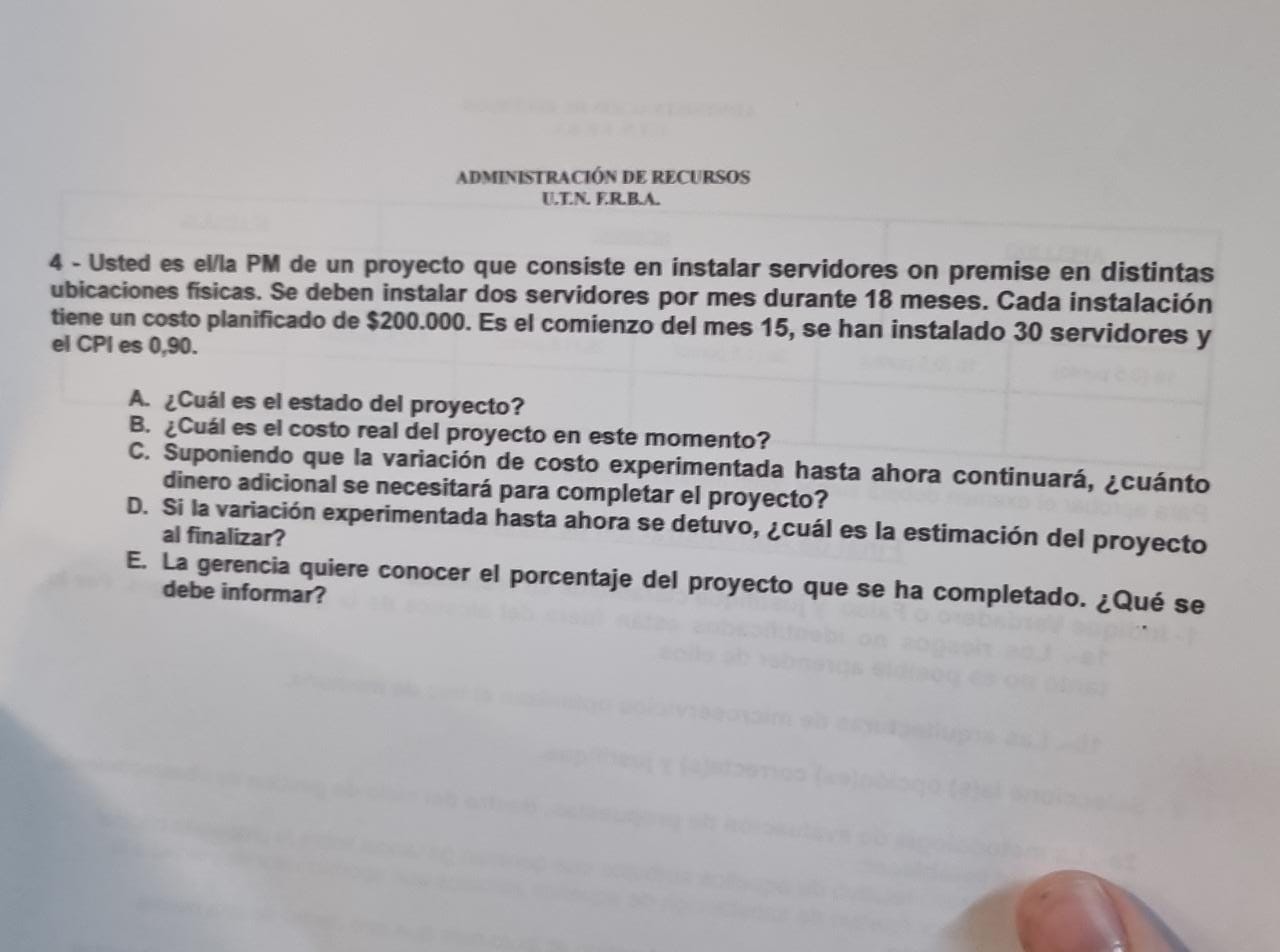 ADMINISTRACIÓN DE RECURSOS
U.T.N. F.R.B.A.
4 - Usted es el/la PM de un proyecto que consiste en instalar servidores on premise en distintas
ubicaciones físicas. Se deben instalar dos servidores por mes durante 18 meses. Cada instalación
tiene un costo planificado de $200.000. Es el comienzo del mes 15, se han instalado 30 servidores y
el CPI es 0,90.
A. ¿Cuál es el estado del proyecto?
B. ¿Cuál es el costo real del proyecto en este momento?
C. Suponiendo que la variación de costo experimentada hasta ahora continuará, ¿cuánto
dinero adicional se necesitará para completar el proyecto?
D. Si la variación experimentada hasta ahora se detuvo, ¿cuál es la estimación del proyecto
al finalizar?
E. La gerencia quiere conocer el porcentaje del proyecto que se ha completado. ¿Qué se
debe informar?